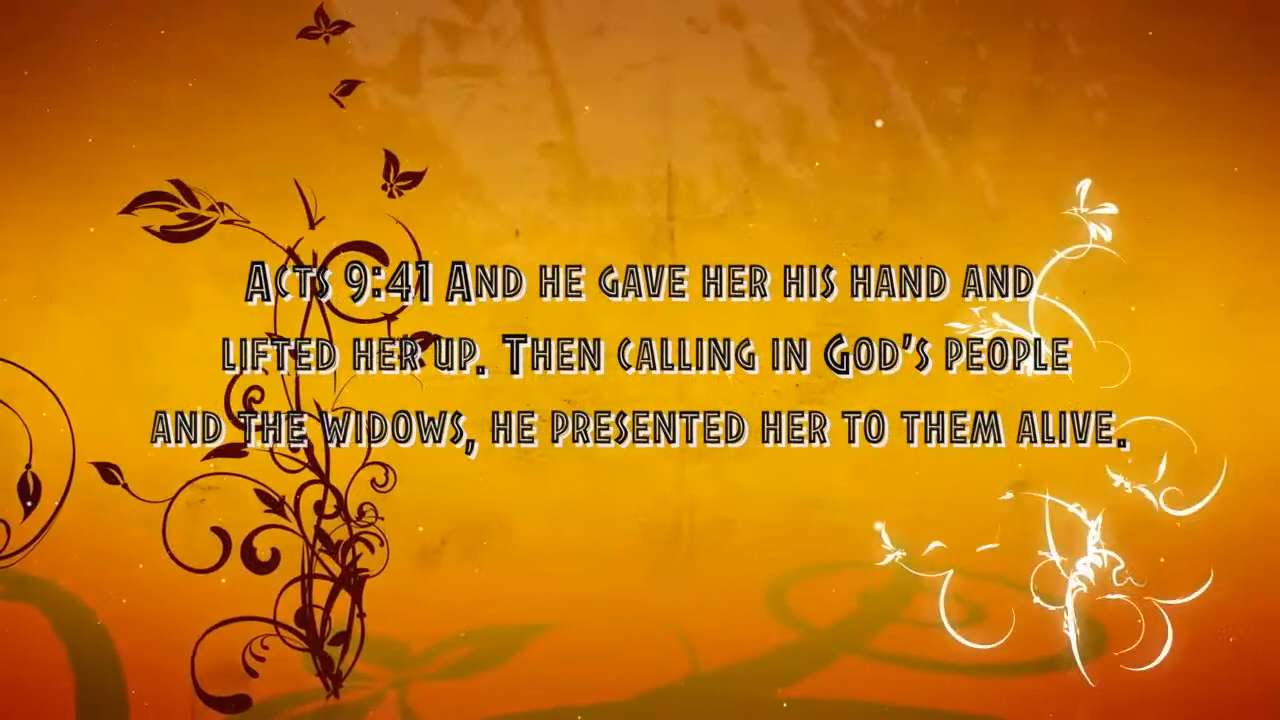 Acts 9:41 And he gave her his hand and
lifted her up. Then calling in God's people
and the widows, he presented her to them alive.